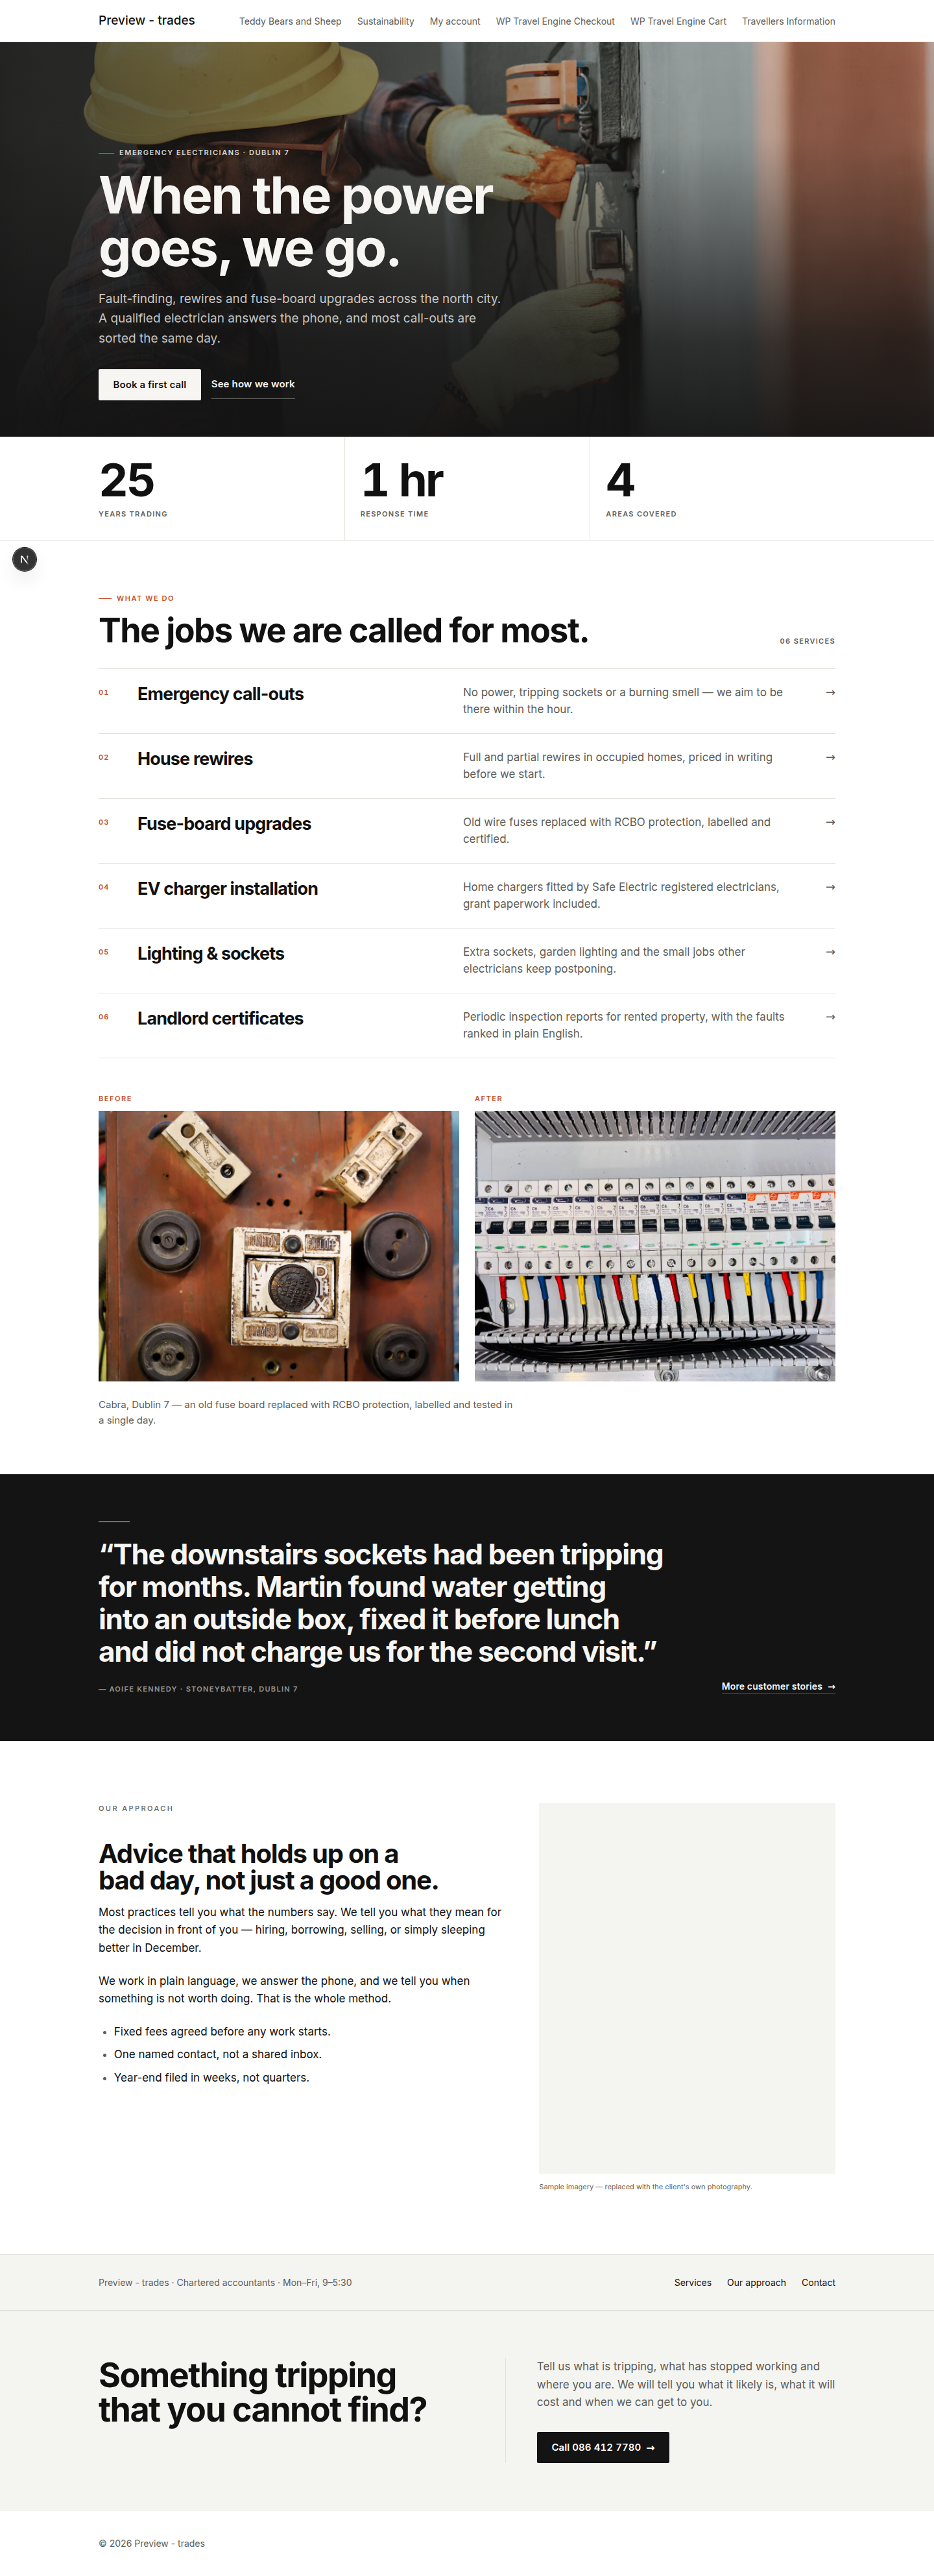 Preview - trades
Teddy Bears and Sheep
Sustainability
My account
WP Travel Engine Checkout
WP Travel Engine Cart
Travellers Information
EMERGENCY ELECTRICIANS · DUBLIN 7
When the power
goes, we go.
Fault-finding, rewires and fuse-board upgrades across the north city.
A qualified electrician answers the phone, and most call-outs are
sorted the same day.
Book a first call
See how we work
25
YEARS TRADING
1 hr
RESPONSE TIME
4
AREAS COVERED
N
WHAT WE DO
The jobs we are called for most.
06 SERVICES
01
Emergency call-outs
No power, tripping sockets or a burning smell — we aim to be
there within the hour.
→
02
House rewires
Full and partial rewires in occupied homes, priced in writing
before we start.
→
03
Fuse-board upgrades
Old wire fuses replaced with RCBO protection, labelled and
certified.
→
04
EV charger installation
Home chargers fitted by Safe Electric registered electricians,
grant paperwork included.
→
05
Lighting & sockets
Extra sockets, garden lighting and the small jobs other
electricians keep postponing.
→
06
Landlord certificates
Periodic inspection reports for rented property, with the faults
ranked in plain English.
→
BEFORE
AFTER
Cabra, Dublin 7 — an old fuse board replaced with RCBO protection, labelled and tested in
a single day.
“The downstairs sockets had been tripping
for months. Martin found water getting
into an outside box, fixed it before lunch
and did not charge us for the second visit.”
— AOIFE KENNEDY · STONEYBATTER, DUBLIN 7
More customer stories →
OUR APPROACH
Advice that holds up on a
bad day, not just a good one.
Most practices tell you what the numbers say. We tell you what they mean for
the decision in front of you — hiring, borrowing, selling, or simply sleeping
better in December.
We work in plain language, we answer the phone, and we tell you when
something is not worth doing. That is the whole method.
• Fixed fees agreed before any work starts.
• One named contact, not a shared inbox.
• Year-end filed in weeks, not quarters.
Sample imagery — replaced with the client's own photography.
Preview - trades · Chartered accountants · Mon–Fri, 9–5:30
Services
Our approach
Contact
Something tripping
that you cannot find?
Tell us what is tripping, what has stopped working and
where you are. We will tell you what it likely is, what it will
cost and when we can get to you.
Call 086 412 7780 →
© 2026 Preview - trades